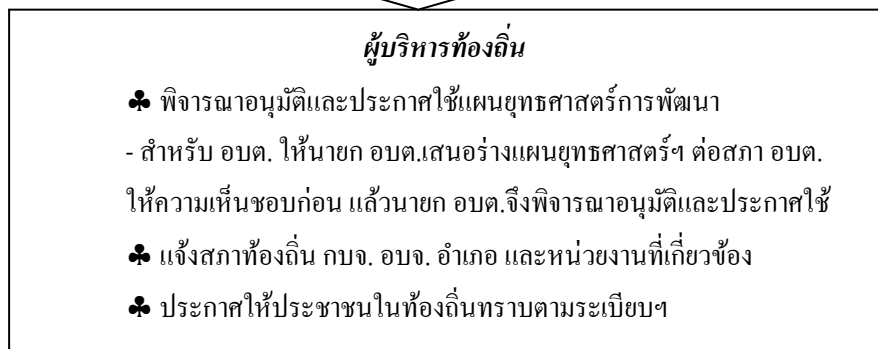 ผู้บริหารท้องถิ่น
♣ พิจารณาอนุมัติและประกาศใช้แผนยุทธศาสตร์การพัฒนา
- สำหรับ อบต. ให้นายก อบต.เสนอร่างแผนยุทธศาสตร์ฯ ต่อสภา อบต.
ให้ความเห็นชอบก่อน แล้วนายก อบต.จึงพิจารณาอนุมัติและประกาศใช้
♣ แจ้งสภาท้องถิ่น กบจ. อบจ. อำเภอ และหน่วยงานที่เกี่ยวข้อง
♣ ประกาศให้ประชาชนในท้องถิ่นทราบตามระเบียบฯ